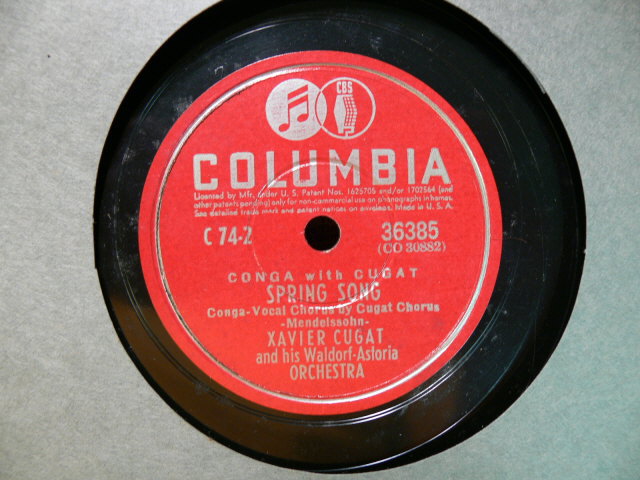 CBS
COLUMBIA
Licensed by Mfr. under U. S. Patent Nos. 1625705 and/or 1702564 (and
other patents pending) only for non-commercial use on phonographs in homes.
See detailed trade mark and patent notices on envelopes. Made in U. S. A.
C 74-2 36385
(CO 30882)
CONGA with CUGAT
SPRING SONG
Conga-Vocal Chorus by Cugat Chorus
-Mendelssohn-
XAVIER CUGAT
and his Waldorf-Astoria
ORCHESTRA